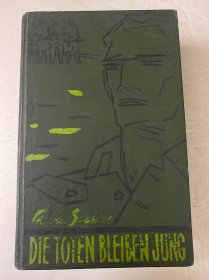 Anna Seghers
DIE TOTEN BLEIBEN JUNG